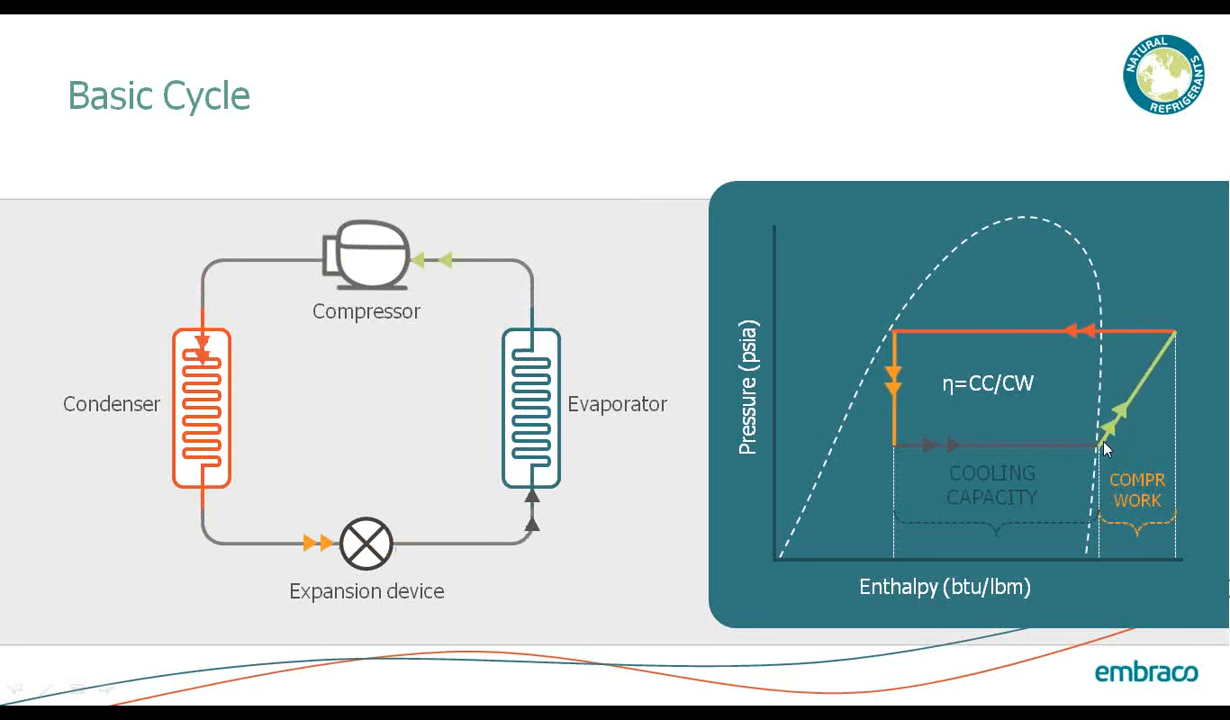 Basic Cycle
NATURAL
REFRIGERANTS
Compressor
Condenser
Evaporator
Expansion device
Pressure (psia)
η=CC/CW
COOLING
CAPACITY
COMPR
WORK
Enthalpy (btu/lbm)
embraco